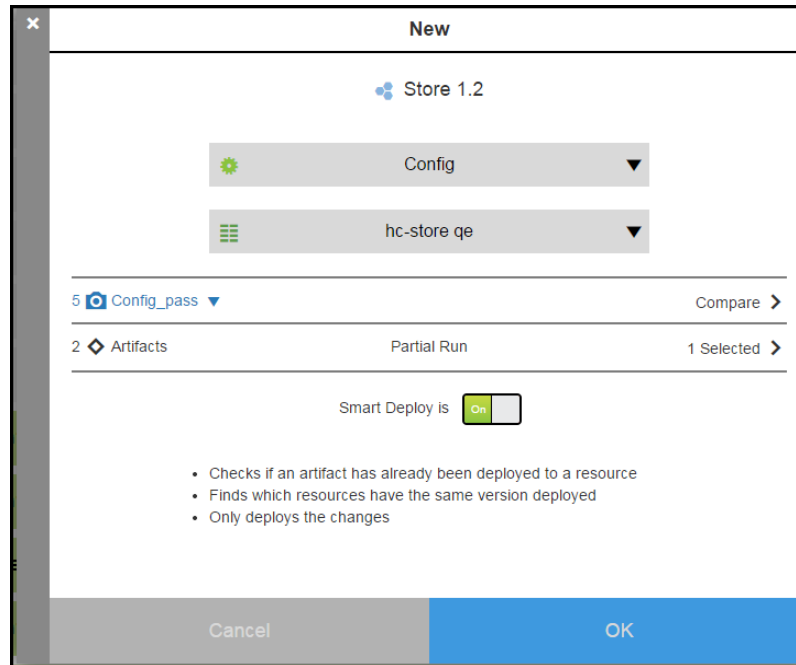 New
Store 1.2
Config
hc-store qe
5 Config_pass Compare
2 Artifacts Partial Run 1 Selected
Smart Deploy is On
• Checks if an artifact has already been deployed to a resource
• Finds which resources have the same version deployed
• Only deploys the changes
Cancel OK